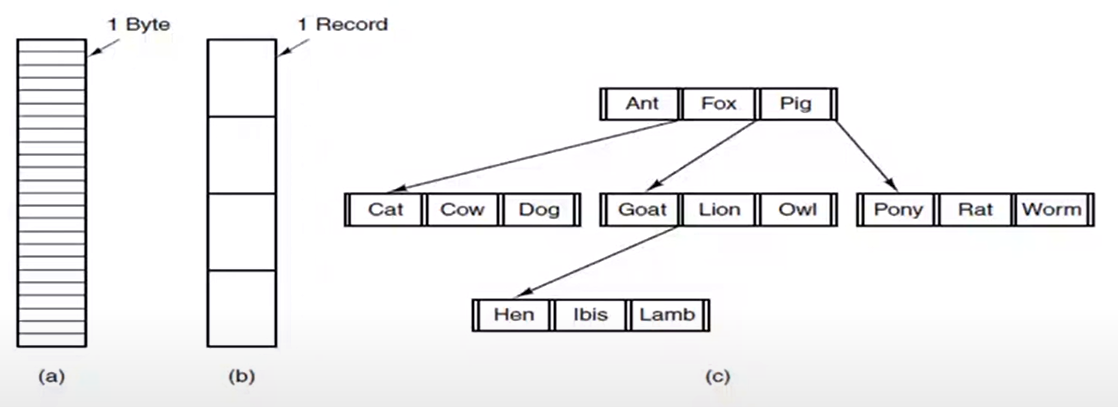 1 Byte
1 Record
Ant Fox Pig
Cat Cow Dog
Goat Lion Owl
Pony Rat Worm
Hen Ibis Lamb
(a)
(b)
(c)